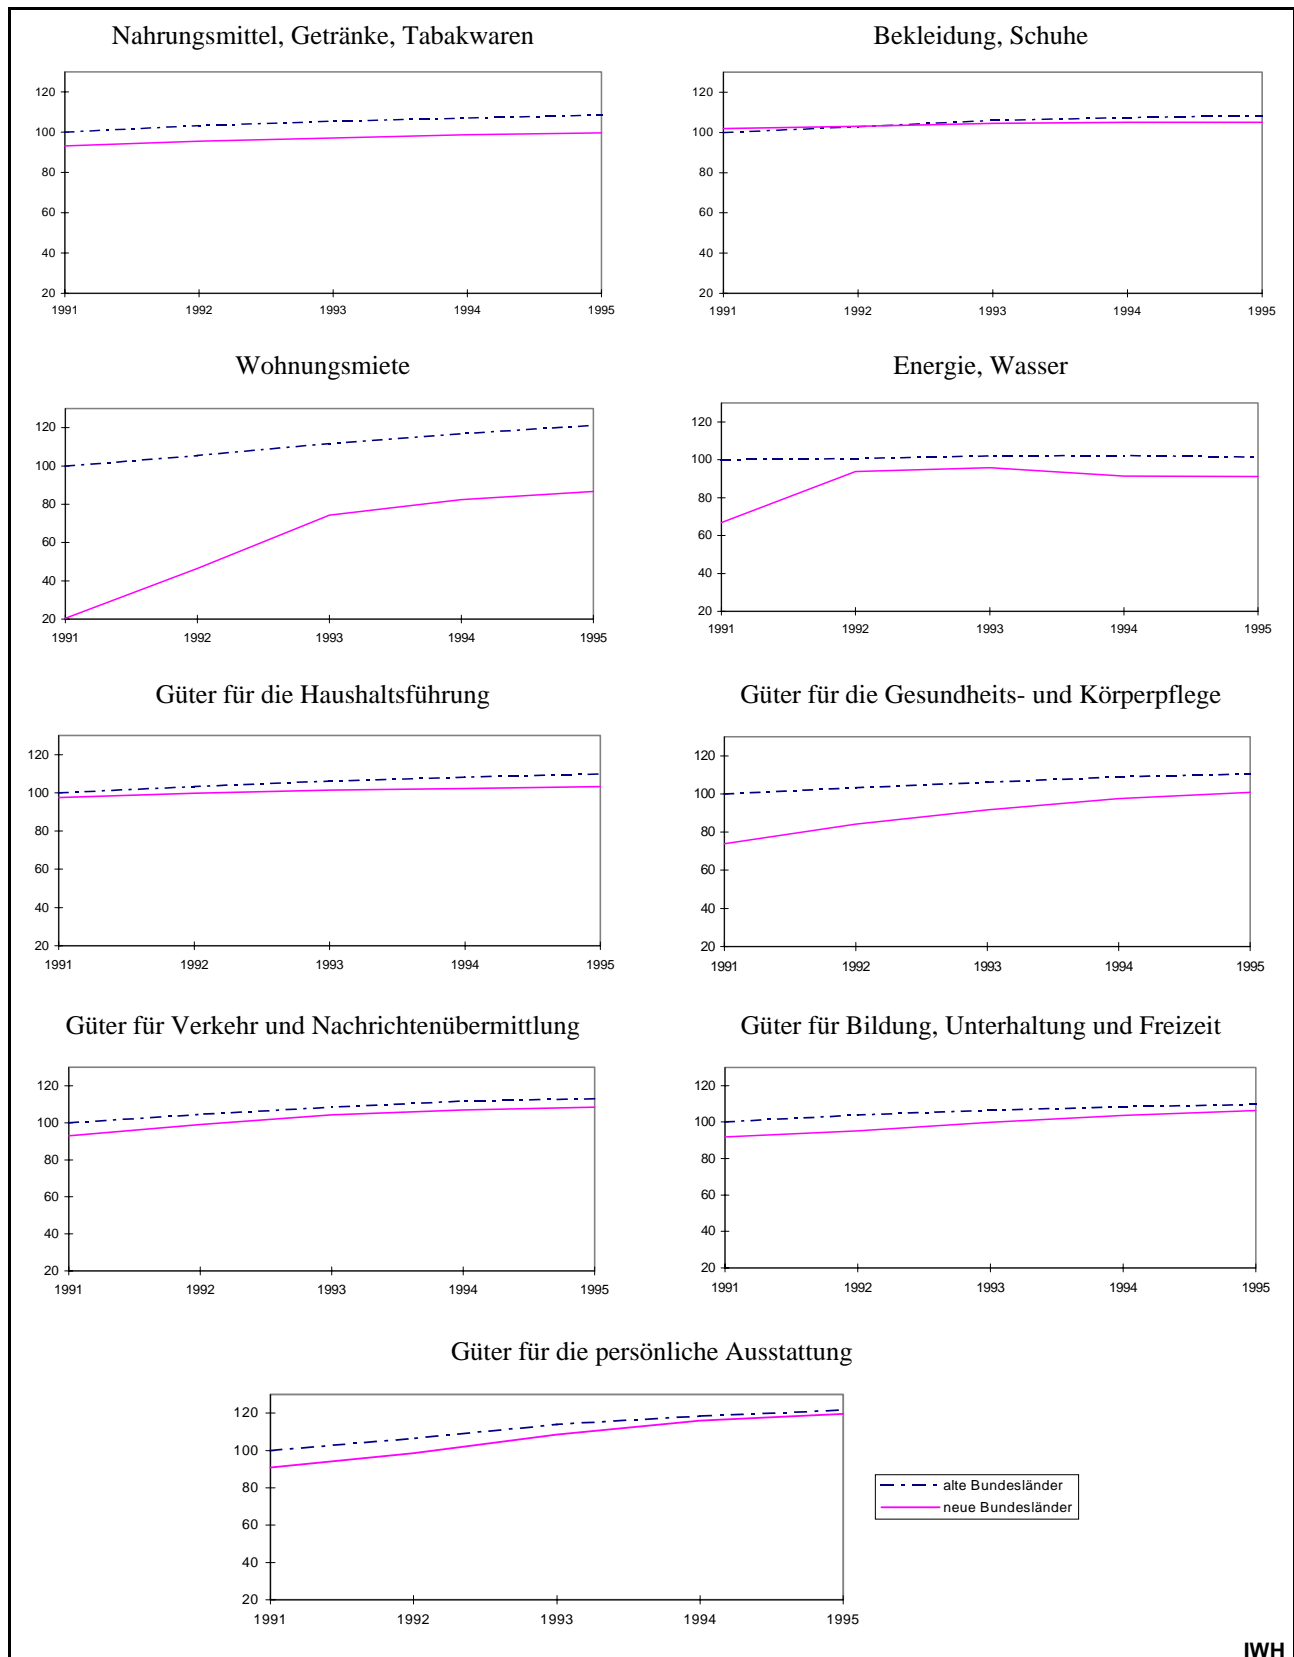 Nahrungsmittel, Getränke, Tabakwaren
120
100
80
60
40
20
1991 1992 1993 1994 1995
Bekleidung, Schuhe
120
100
80
60
40
20
1991 1992 1993 1994 1995
Wohnungsmiete
120
100
80
60
40
20
1991 1992 1993 1994 1995
Energie, Wasser
120
100
80
60
40
20
1991 1992 1993 1994 1995
Güter für die Haushaltsführung
120
100
80
60
40
20
1991 1992 1993 1994 1995
Güter für die Gesundheits- und Körperpflege
120
100
80
60
40
20
1991 1992 1993 1994 1995
Güter für Verkehr und Nachrichtenübermittlung
120
100
80
60
40
20
1991 1992 1993 1994 1995
Güter für Bildung, Unterhaltung und Freizeit
120
100
80
60
40
20
1991 1992 1993 1994 1995
Güter für die persönliche Ausstattung
120
100
80
60
40
20
1991 1992 1993 1994 1995
alte Bundesländer
neue Bundesländer
IWH